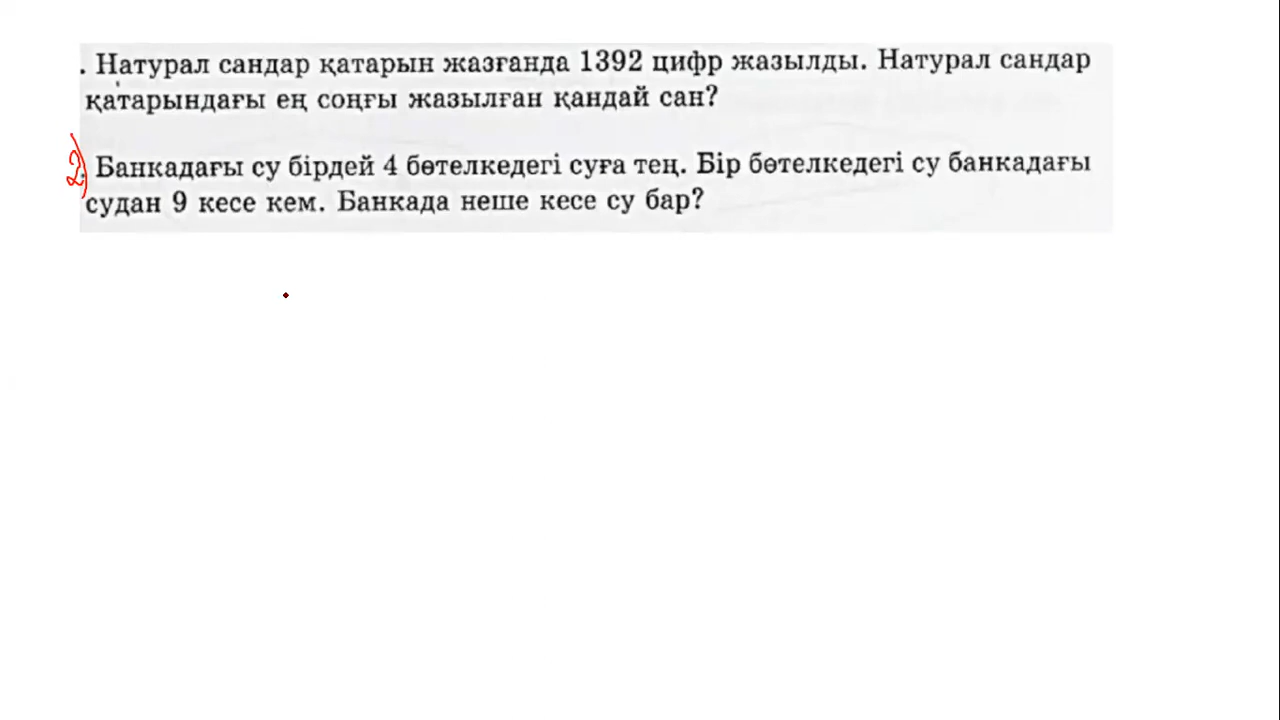 . Натурал сандар қатарын жазғанда 1392 цифр жазылды. Натурал сандар
қатарындағы ең соңғы жазылған қандай сан?
2) Банкадағы су бірдей 4 бөтелкедегі суға тең. Бір бөтелкедегі су банкадағы
судан 9 кесе кем. Банкада неше кесе су бар?